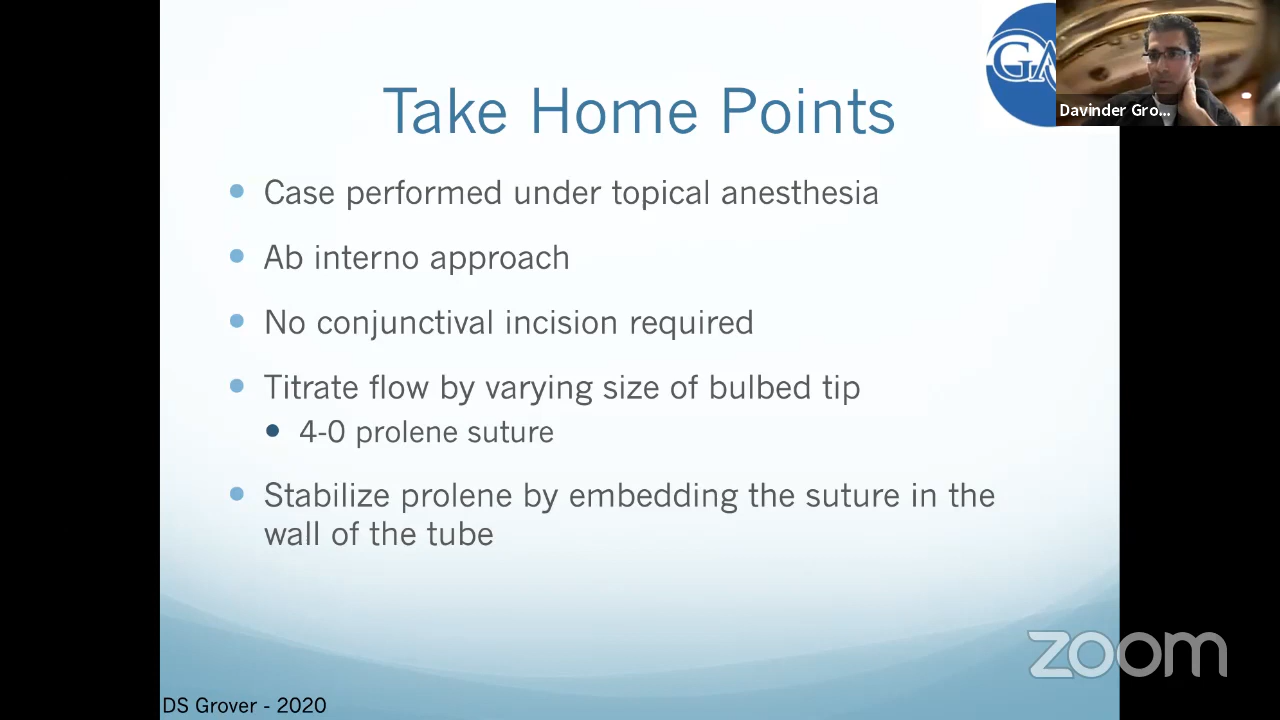 Take Home Points
GA
Davinder Gro...
Case performed under topical anesthesia
Ab interno approach
No conjunctival incision required
Titrate flow by varying size of bulbed tip
4-0 prolene suture
Stabilize prolene by embedding the suture in the
wall of the tube
zoom
DS Grover - 2020